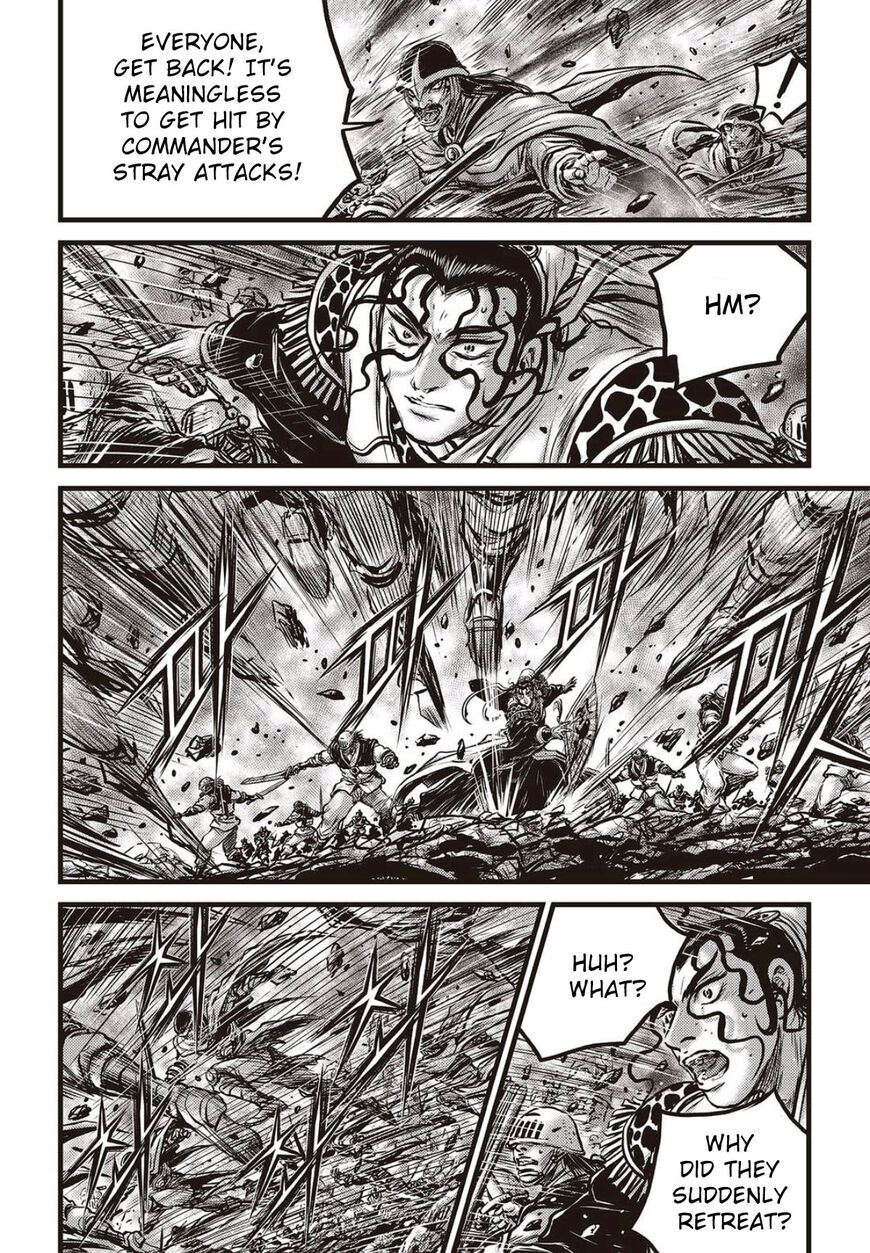 EVERYONE,
GET BACK! IT'S
MEANINGLESS
TO GET HIT BY
COMMANDER'S
STRAY ATTACKS!
!
HM?
HUH?
WHAT?
WHY
DID THEY
SUDDENLY
RETREAT?